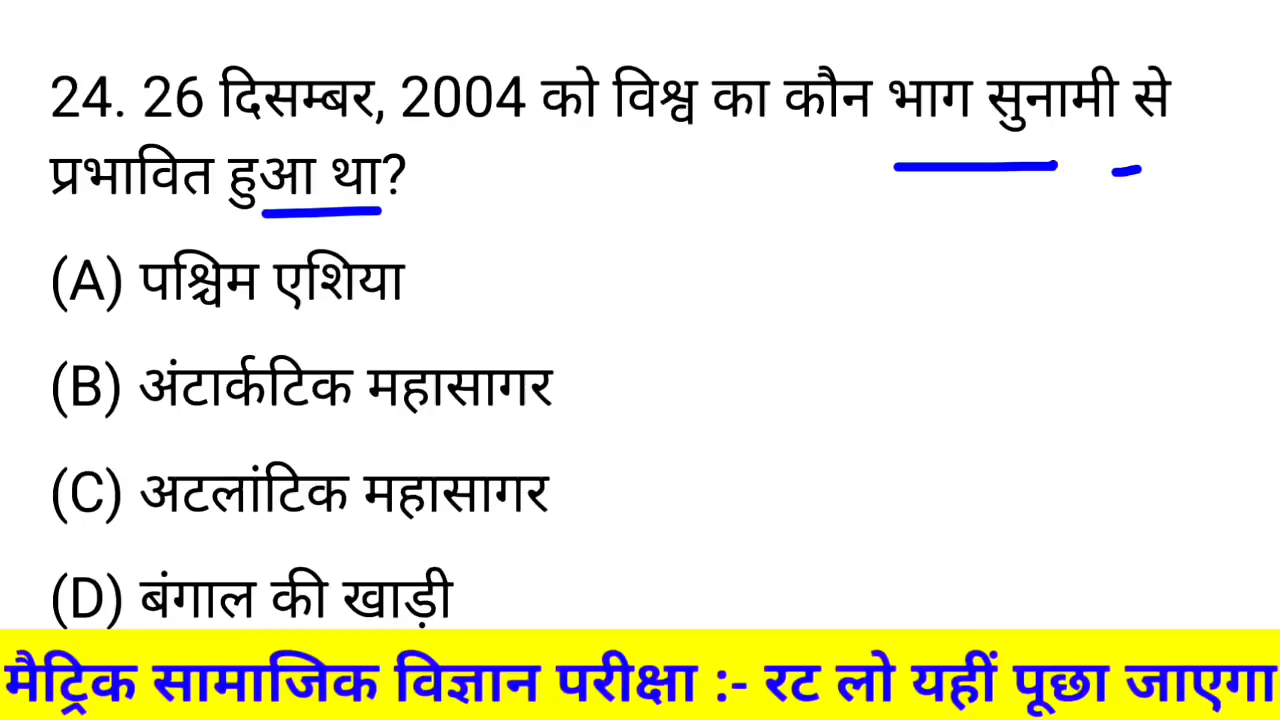 24. 26 दिसम्बर, 2004 को विश्व का कौन भाग सुनामी से
प्रभावित हुआ था?
(A) पश्चिम एशिया
(B) अंटार्कटिक महासागर
(C) अटलांटिक महासागर
(D) बंगाल की खाड़ी
मैट्रिक सामाजिक विज्ञान परीक्षा :- रट लो यहीं पूछा जाएगा